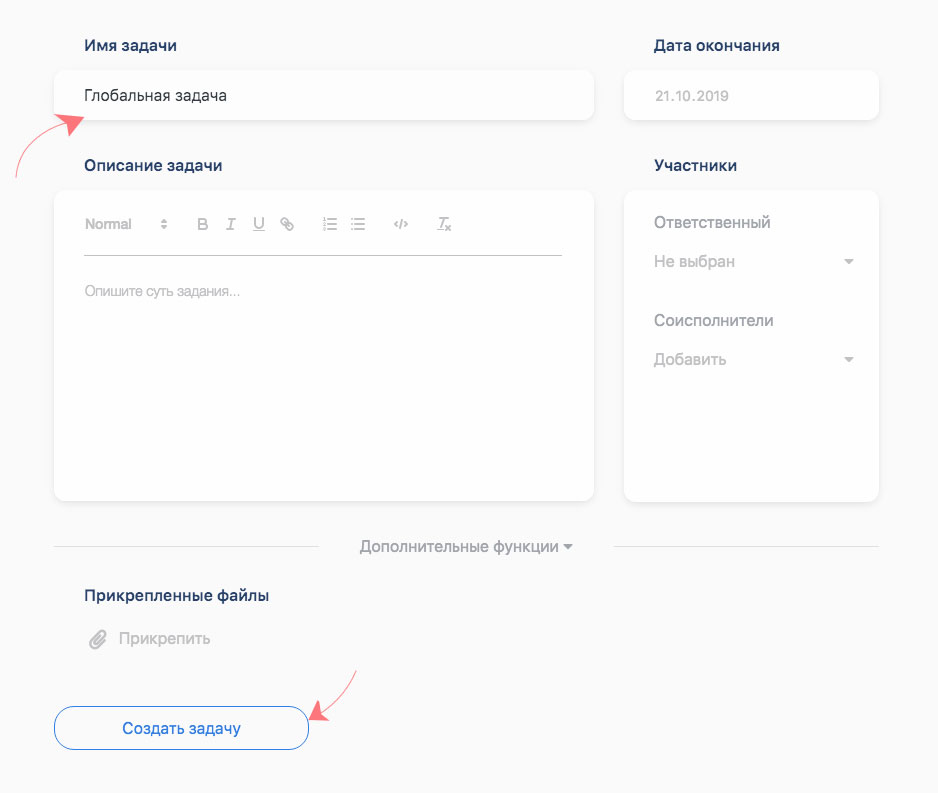 Имя задачи
Дата окончания
Глобальная задача
21.10.2019
Описание задачи
Участники
Normal B I U
Опишите суть задания...
Ответственный
Не выбран
Соисполнители
Добавить
Дополнительные функции
Прикрепленные файлы
Прикрепить
Создать задачу